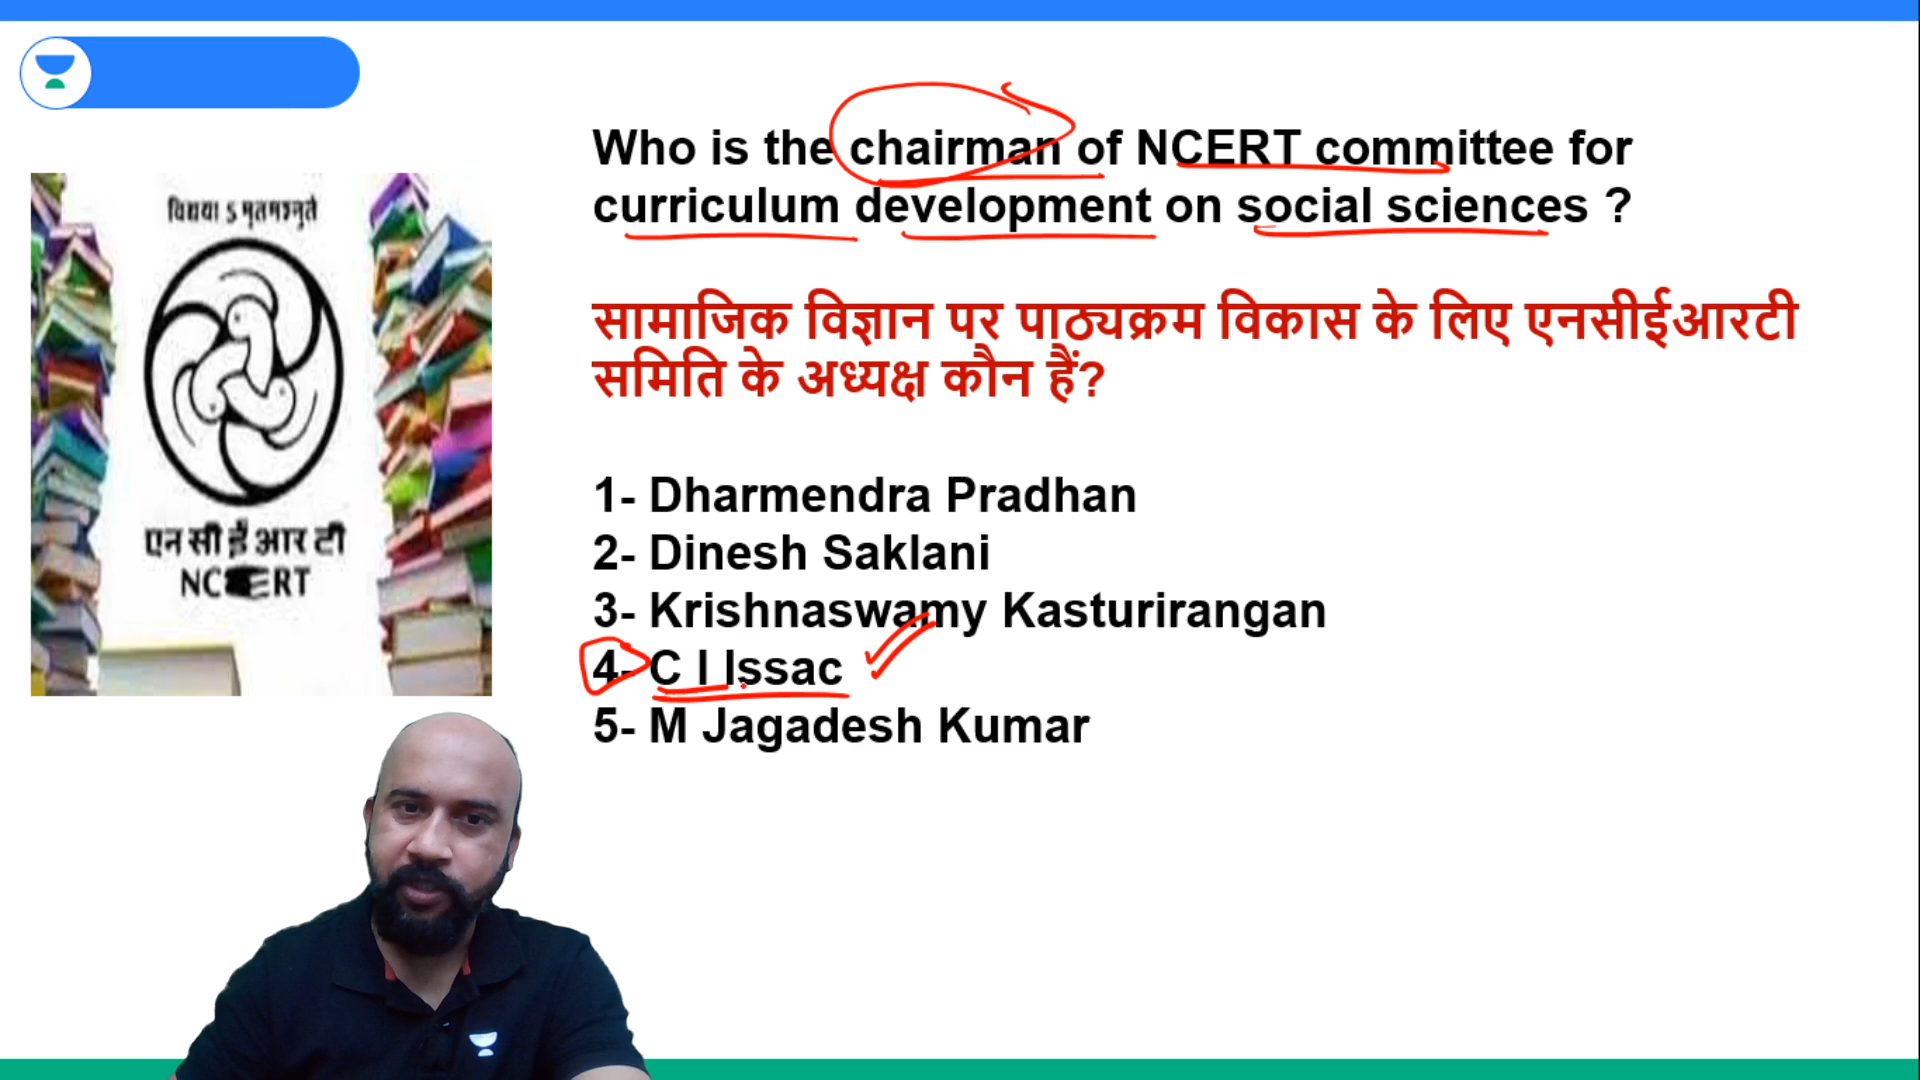 विद्यया ऽ मृतमश्नुते
एन सी ई आर टी
NCERT
Who is the chairman of NCERT committee for
curriculum development on social sciences ?
सामाजिक विज्ञान पर पाठ्यक्रम विकास के लिए एनसीईआरटी
समिति के अध्यक्ष कौन हैं?
1- Dharmendra Pradhan
2- Dinesh Saklani
3- Krishnaswamy Kasturirangan
4- C I Issac
5- M Jagadesh Kumar